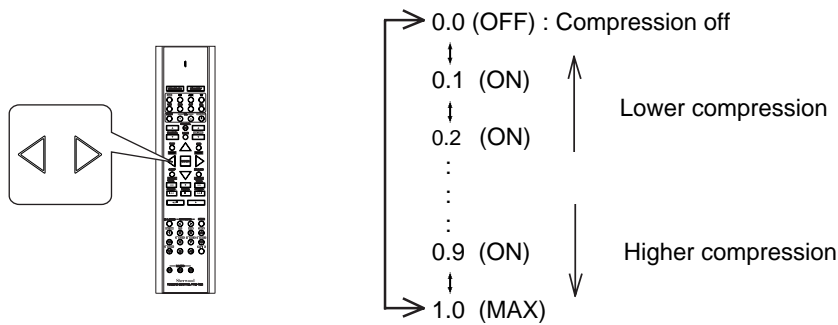 0.0 (OFF) : Compression off
0.1 (ON)
Lower compression
0.2 (ON)
:
:
:
0.9 (ON)
Higher compression
1.0 (MAX)
Sherwood